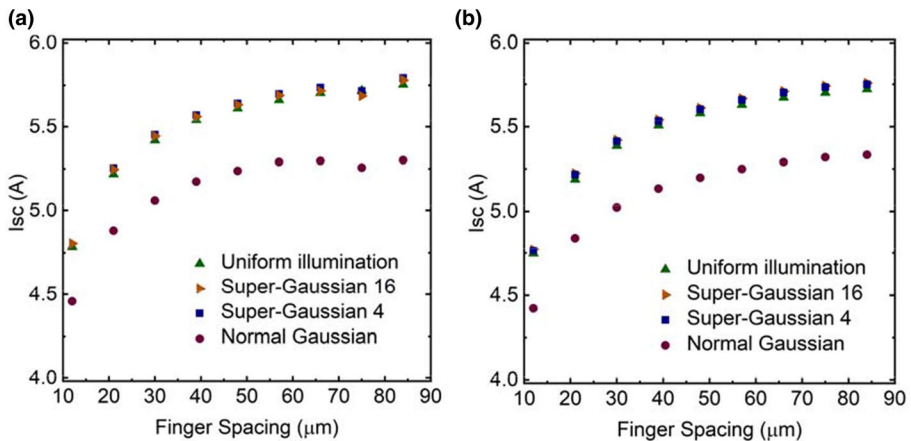 (a)
6.0
5.5
5.0
4.5
4.0
Isc (A)
Uniform illumination
Super-Gaussian 16
Super-Gaussian 4
Normal Gaussian
10 20 30 40 50 60 70 80 90
Finger Spacing (μm)
(b)
6.0
5.5
5.0
4.5
4.0
Isc (A)
Uniform illumination
Super-Gaussian 16
Super-Gaussian 4
Normal Gaussian
10 20 30 40 50 60 70 80 90
Finger Spacing (μm)